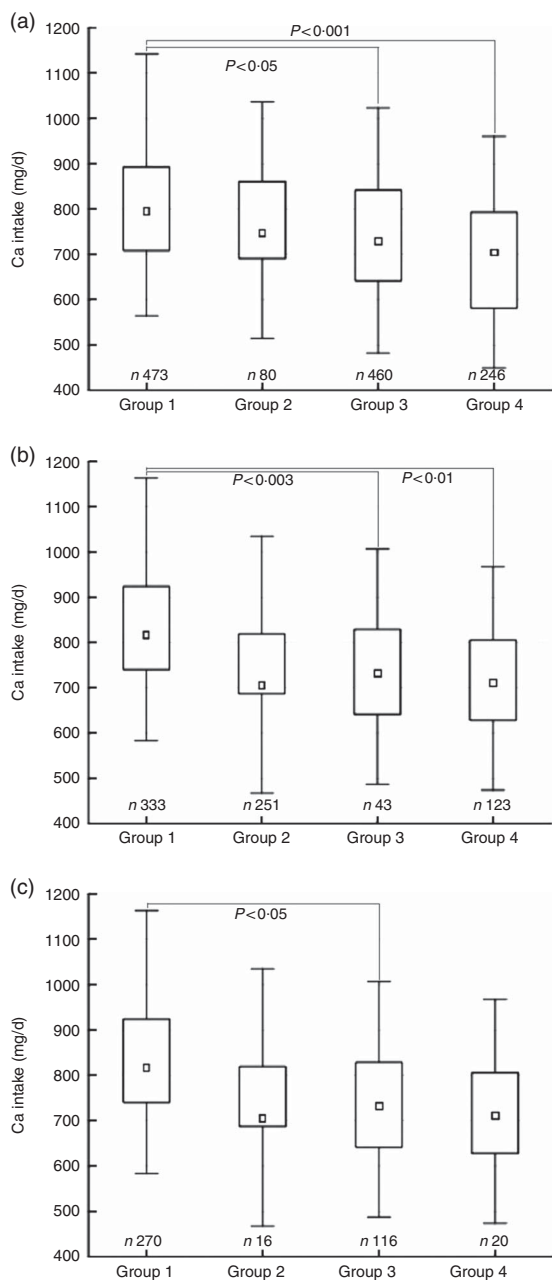 (a)
1200
P<0·001
1100
P<0·05
1000
900
800
700
600
500
400
Ca intake (mg/d)
n 473 n 80 n 460 n 246
Group 1 Group 2 Group 3 Group 4
(b)
1200
1100
P<0·003 P<0·01
1000
900
800
700
600
500
400
Ca intake (mg/d)
n 333 n 251 n 43 n 123
Group 1 Group 2 Group 3 Group 4
(c)
1200
1100
P<0·05
1000
900
800
700
600
500
400
Ca intake (mg/d)
n 270 n 16 n 116 n 20
Group 1 Group 2 Group 3 Group 4